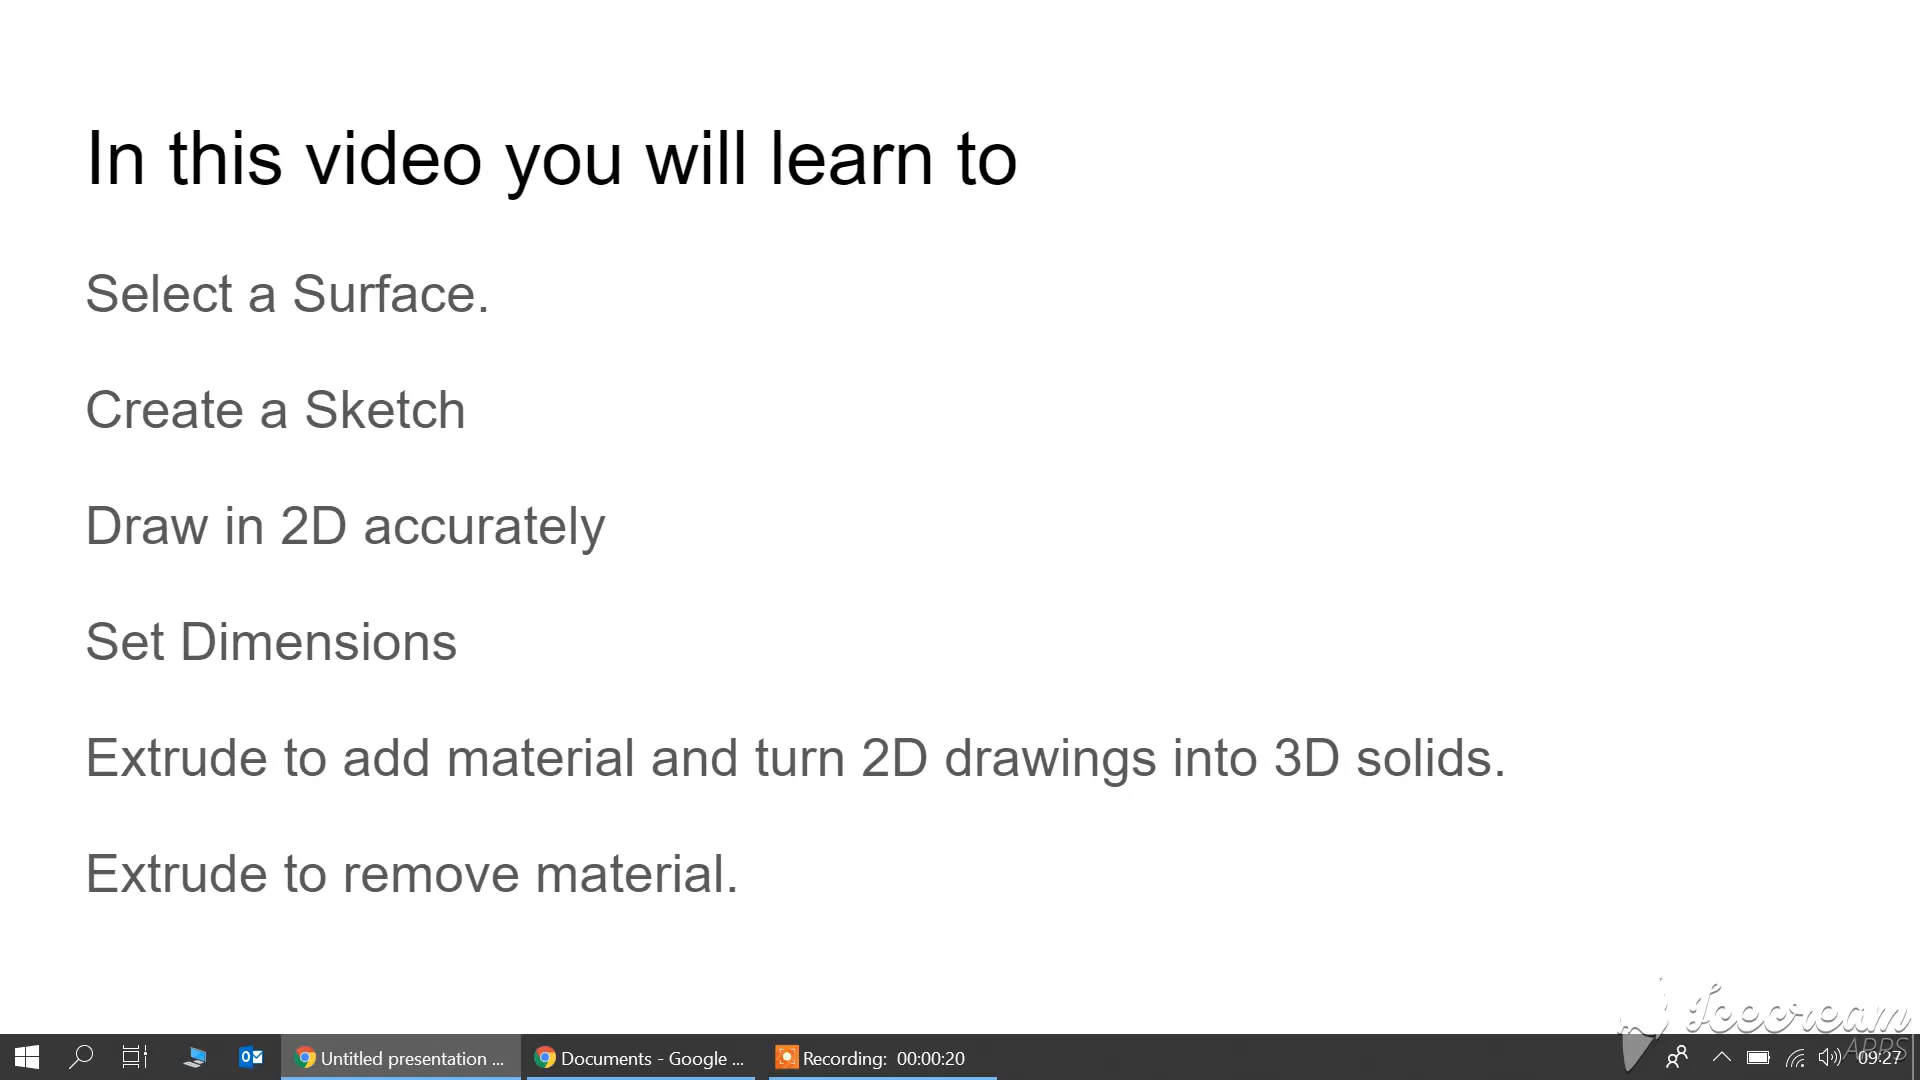 In this video you will learn to
Select a Surface.
Create a Sketch
Draw in 2D accurately
Set Dimensions
Extrude to add material and turn 2D drawings into 3D solids.
Extrude to remove material.
Icecream
APPS
Untitled presentation ...
Documents - Google ...
Recording: 00:00:20
09:27